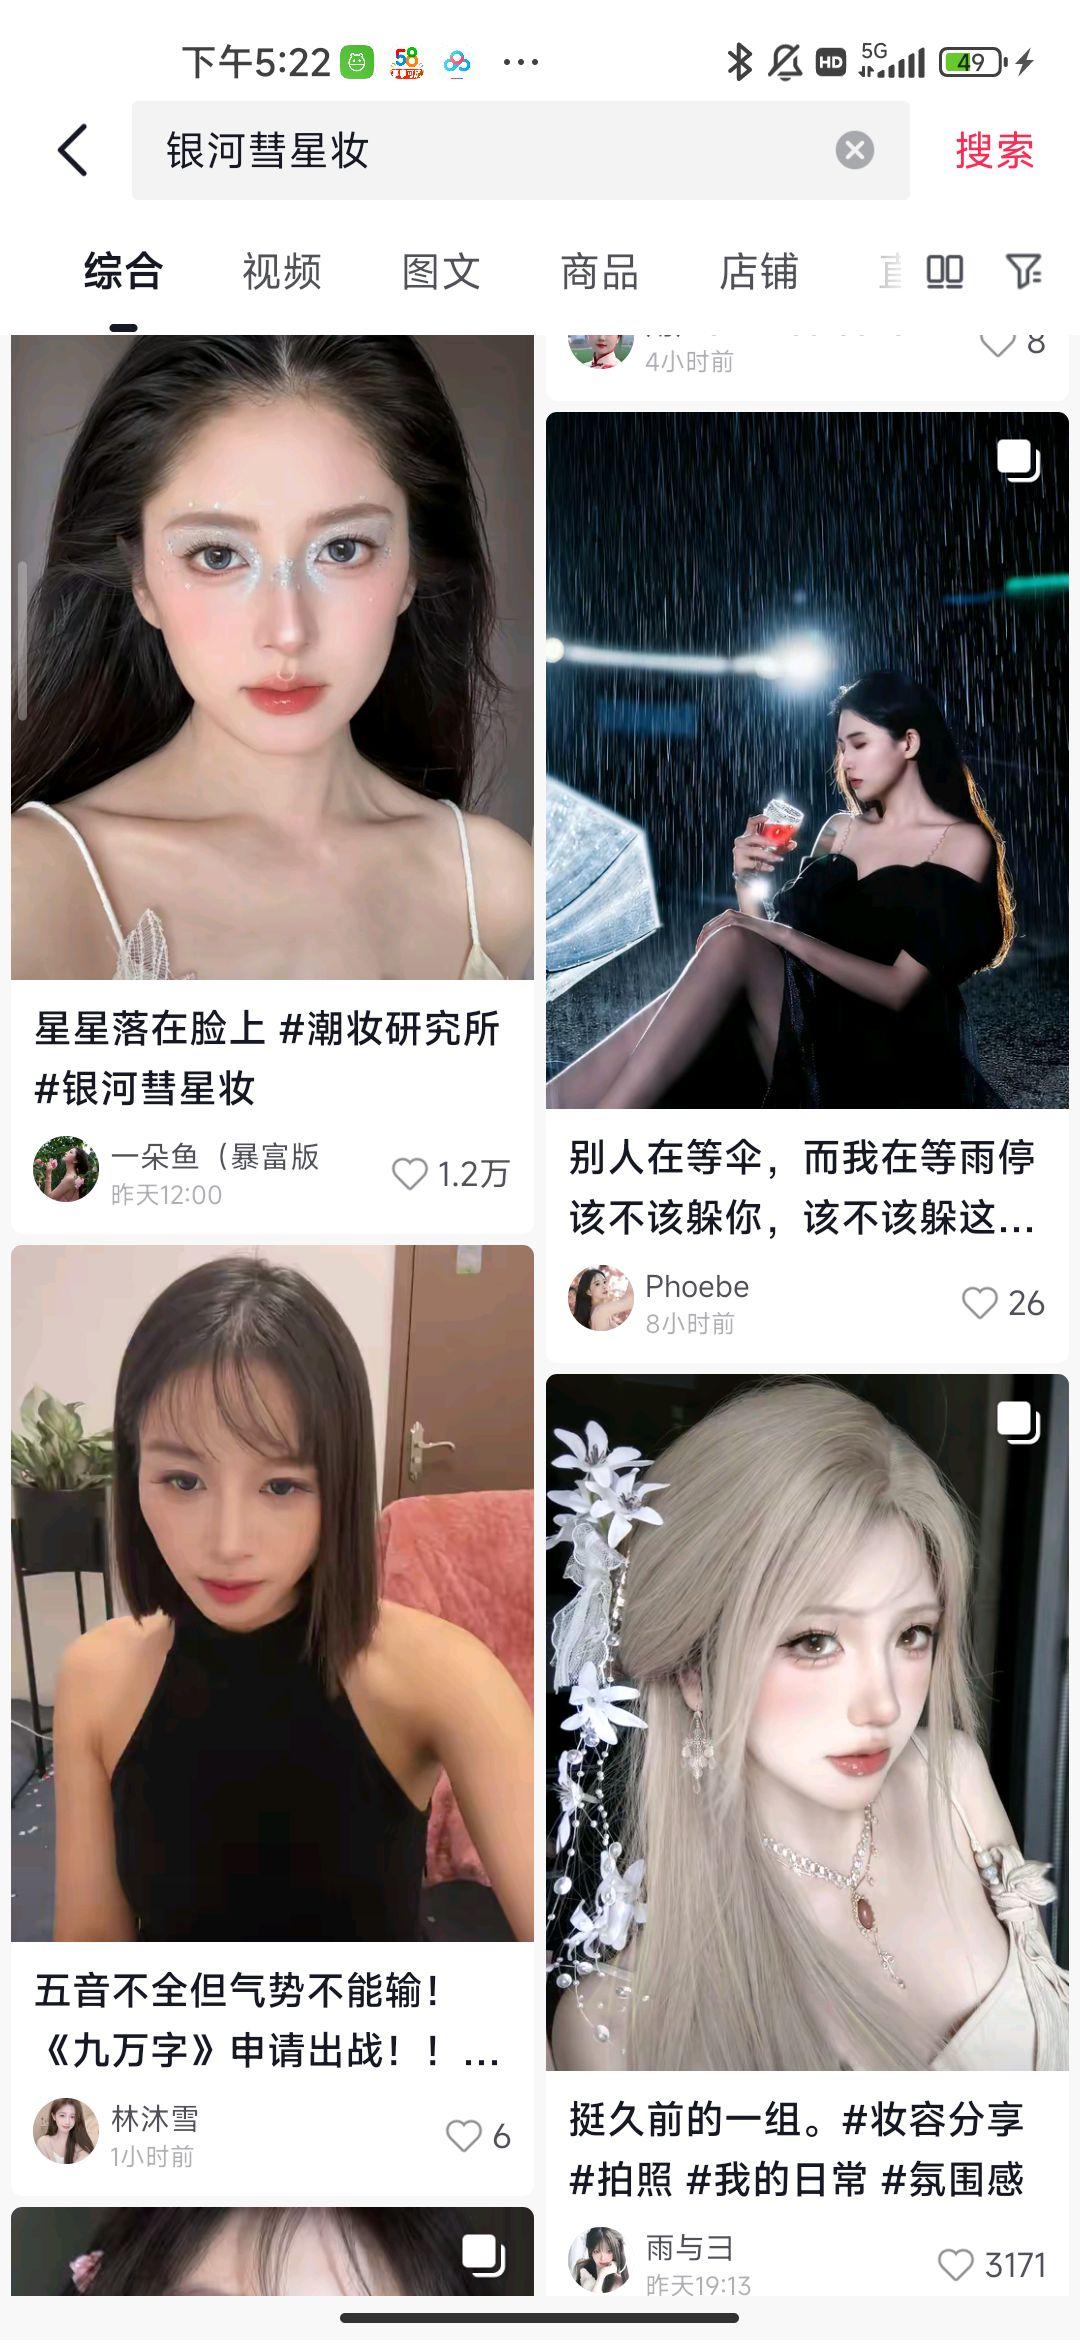 下午5:22
58
HD
5G
49
银河彗星妆
搜索
综合
视频
图文
商品
店铺
4小时前
8
星星落在脸上 #潮妆研究所
#银河彗星妆
一朵鱼（暴富版
昨天12:00
1.2万
别人在等伞，而我在等雨停
该不该躲你，该不该躲这...
Phoebe
8小时前
26
五音不全但气势不能输！
《九万字》申请出战！！...
林沐雪
1小时前
6
挺久前的一组。#妆容分享
#拍照 #我的日常 #氛围感
雨与彐
昨天19:13
3171